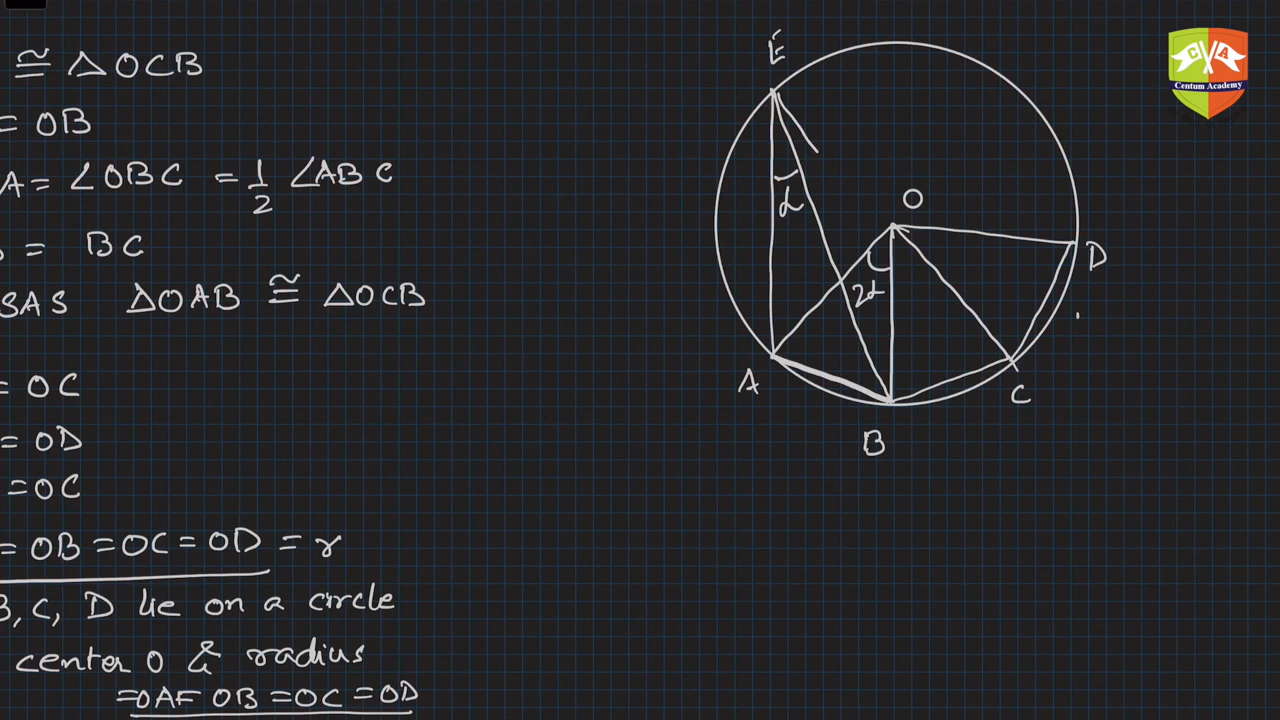 ≅ △OCB
= OB
A = ∠OBC = 1/2 ∠ABC
= BC
SAS △OAB ≅ △OCB
= OC
= OD
= OC
= OB = OC = OD = r
B, C, D lie on a circle
center O & radius
= OA = OB = OC = OD
E
α
O
2α
D
A
C
B
C A
Centum Academy